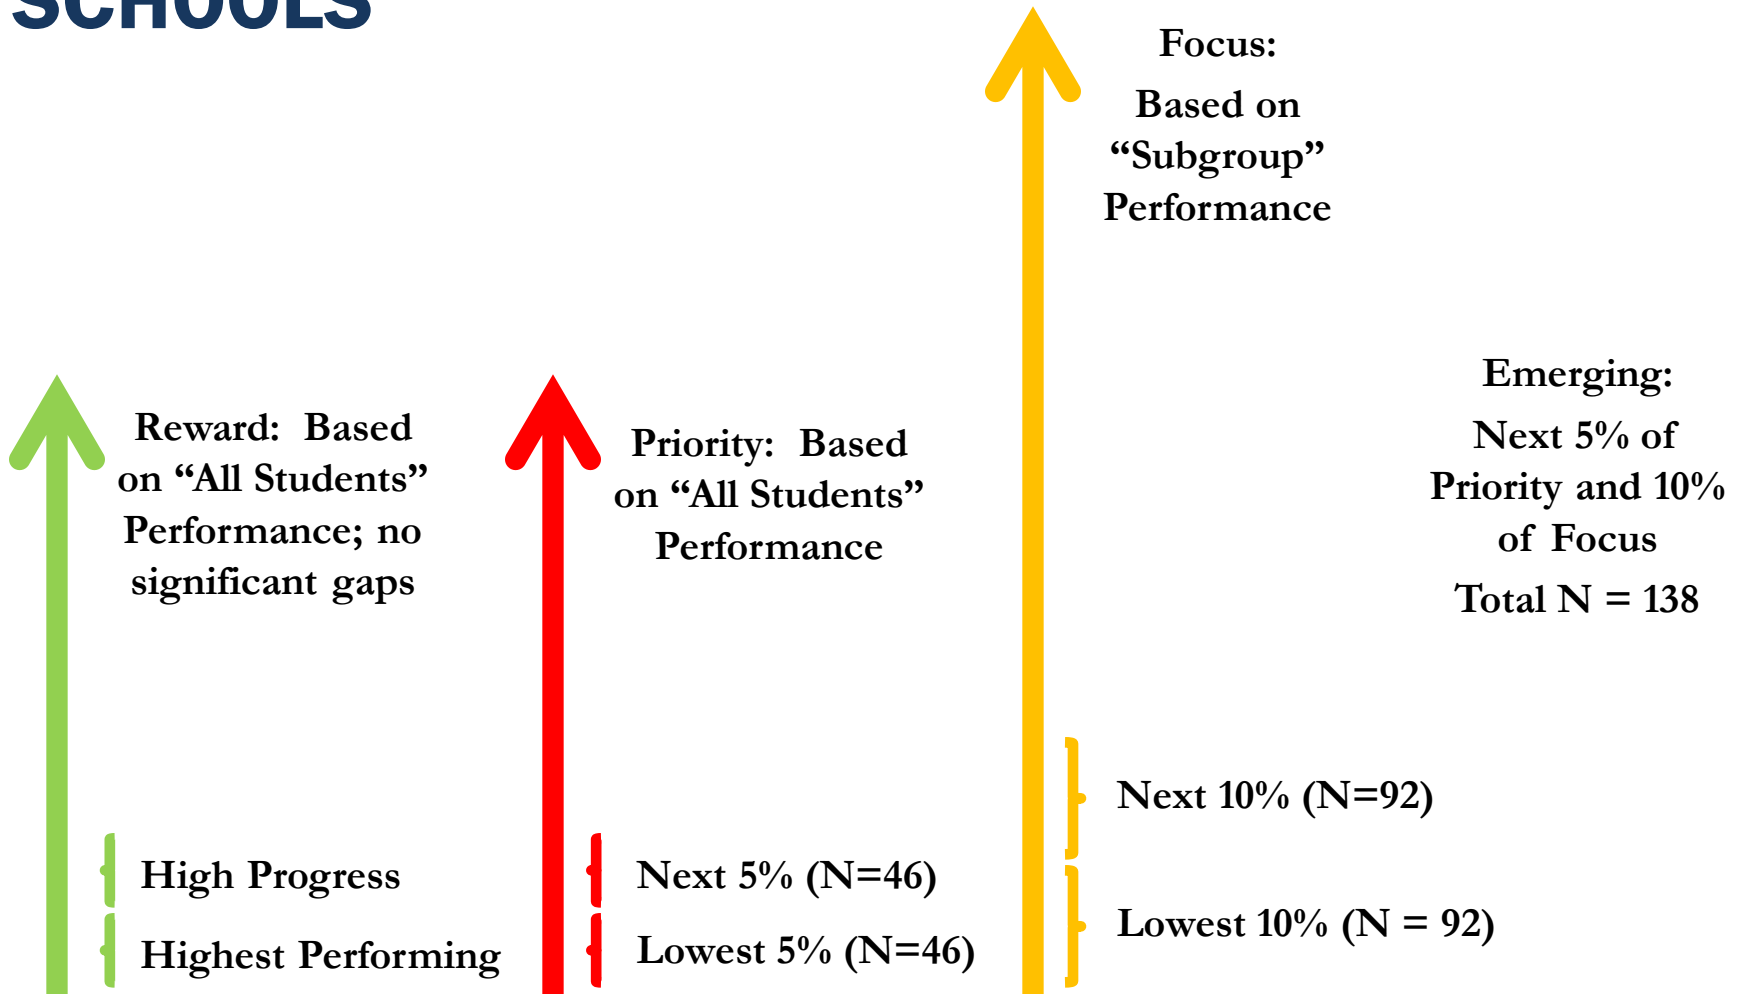 SCHOOLS
Reward: Based
on “All Students”
Performance; no
significant gaps
High Progress
Highest Performing
Priority: Based
on “All Students”
Performance
Next 5% (N=46)
Lowest 5% (N=46)
Focus:
Based on
“Subgroup”
Performance
Next 10% (N=92)
Lowest 10% (N = 92)
Emerging:
Next 5% of
Priority and 10%
of Focus
Total N = 138